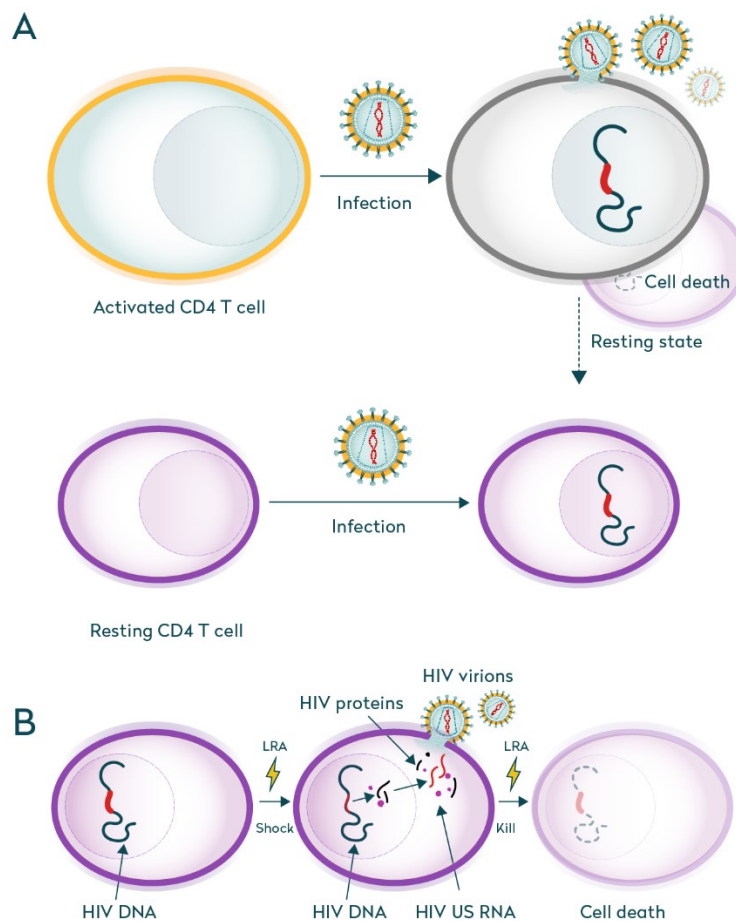 A
Infection
Activated CD4 T cell
Cell death
Resting state
Infection
Resting CD4 T cell
B
HIV virions
HIV proteins
LRA
LRA
Shock
Kill
HIV DNA
HIV DNA
HIV US RNA
Cell death